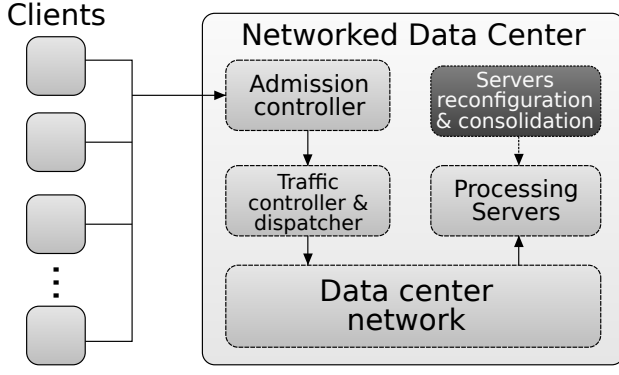 Clients
Networked Data Center
Admission
controller
Servers
reconfiguration
& consolidation
Traffic
controller &
dispatcher
Processing
Servers
Data center
network